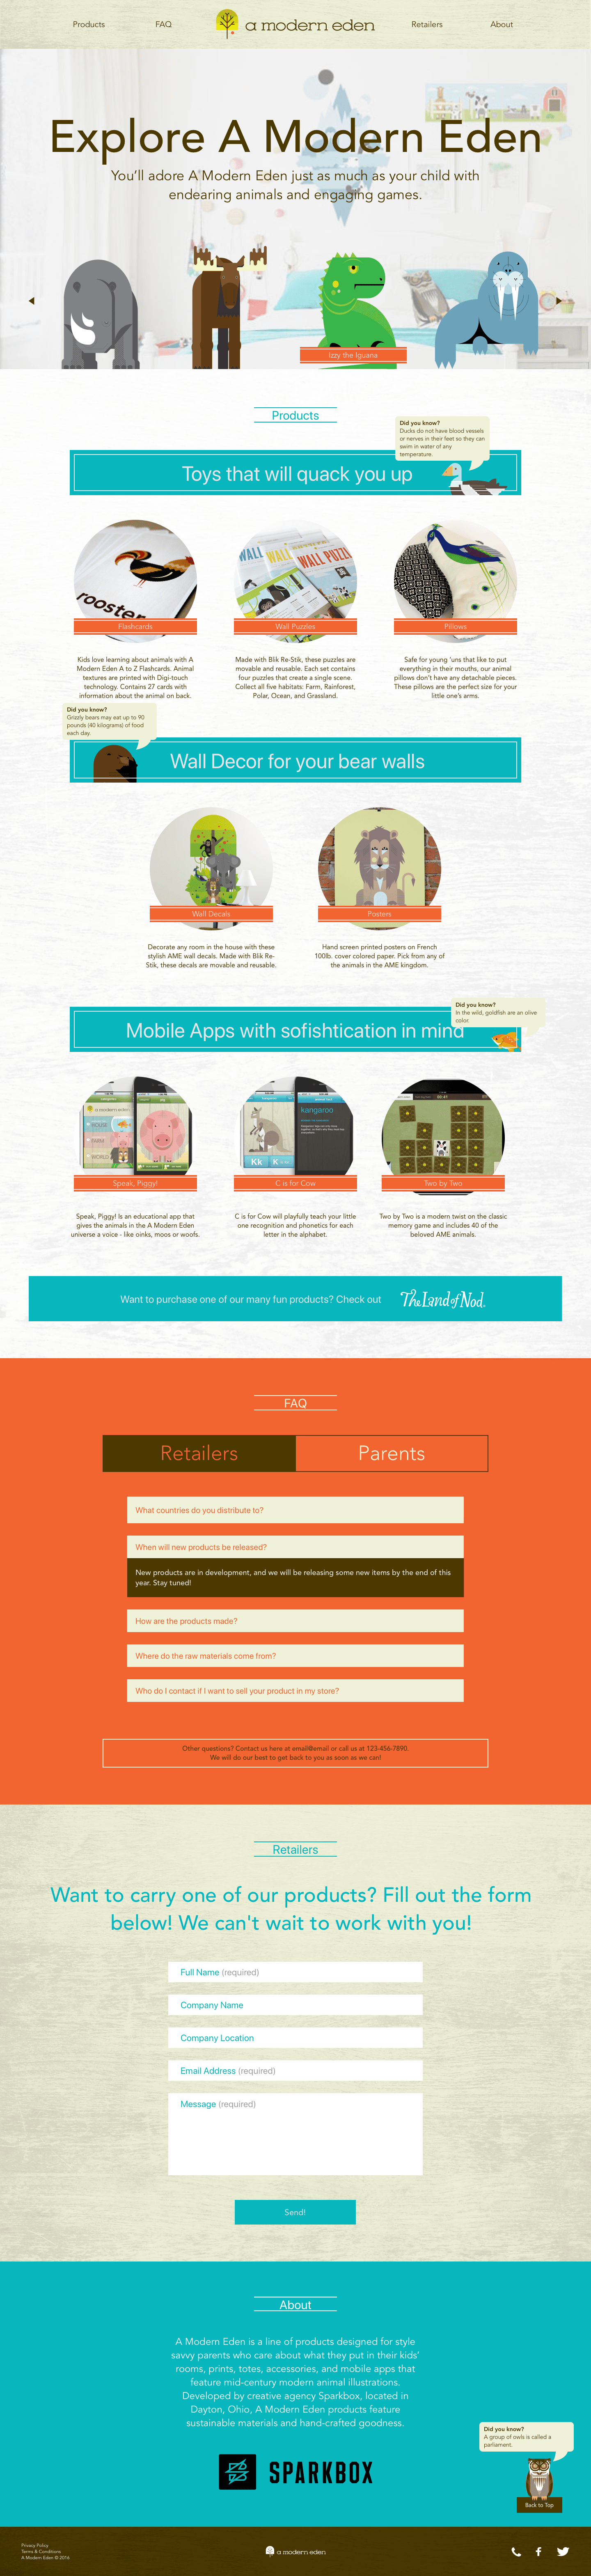 Products
FAQ
a modern eden
Retailers
About
Explore A Modern Eden
You'll adore A Modern Eden just as much as your child with
endearing animals and engaging games.
Izzy the Iguana
Products
Did you know?
Ducks do not have blood vessels
or nerves in their feet so they can
swim in water of any
temperature.
Toys that will quack you up
rooster
WALL
WALL
WALL PUZZL
Flashcards
Wall Puzzles
Pillows
Kids love learning about animals with A
Modern Eden A to Z Flashcards. Animal
textures are printed with Digi-touch
technology. Contains 27 cards with
information about the animal on back.
Made with Blik Re-Stik, these puzzles are
movable and reusable. Each set contains
four puzzles that create a single scene.
Collect all five habitats: Farm, Rainforest,
Polar, Ocean, and Grassland.
Safe for young 'uns that like to put
everything in their mouths, our animal
pillows don't have any detachable pieces.
These pillows are the perfect size for your
little one's arms.
Did you know?
Grizzly bears may eat up to 90
pounds (40 kilograms) of food
each day.
Wall Decor for your bear walls
Wall Decals
Posters
Decorate any room in the house with these
stylish AME wall decals. Made with Blik Re-
Stik, these decals are movable and reusable.
Hand screen printed posters on French
100lb. cover colored paper. Pick from any of
the animals in the AME kingdom.
Did you know?
In the wild, goldfish are an olive
color.
Mobile Apps with sofishtication in mind
HOUSE
FARM
WORLD
kangaroo
Kk
K
Speak, Piggy!
C is for Cow
Two by Two
Speak, Piggy! Is an educational app that
gives the animals in the A Modern Eden
universe a voice - like oinks, moos or woofs.
C is for Cow will playfully teach your little
one recognition and phonetics for each
letter in the alphabet.
Two by Two is a modern twist on the classic
memory game and includes 40 of the
beloved AME animals.
Want to purchase one of our many fun products? Check out
The Land of Nod.
FAQ
Retailers
Parents
What countries do you distribute to?
When will new products be released?
New products are in development, and we will be releasing some new items by the end of this
year. Stay tuned!
How are the products made?
Where do the raw materials come from?
Who do I contact if I want to sell your product in my store?
Other questions? Contact us here at email@email or call us at 123-456-7890.
We will do our best to get back to you as soon as we can!
Retailers
Want to carry one of our products? Fill out the form
below! We can't wait to work with you!
Full Name (required)
Company Name
Company Location
Email Address (required)
Message (required)
Send!
About
A Modern Eden is a line of products designed for style
savvy parents who care about what they put in their kids'
rooms, prints, totes, accessories, and mobile apps that
feature mid-century modern animal illustrations.
Developed by creative agency Sparkbox, located in
Dayton, Ohio, A Modern Eden products feature
sustainable materials and hand-crafted goodness.
SPARKBOX
Did you know?
A group of owls is called a
parliament.
Back to Top
Privacy Policy
Terms & Conditions
A Modern Eden © 2016
a modern eden